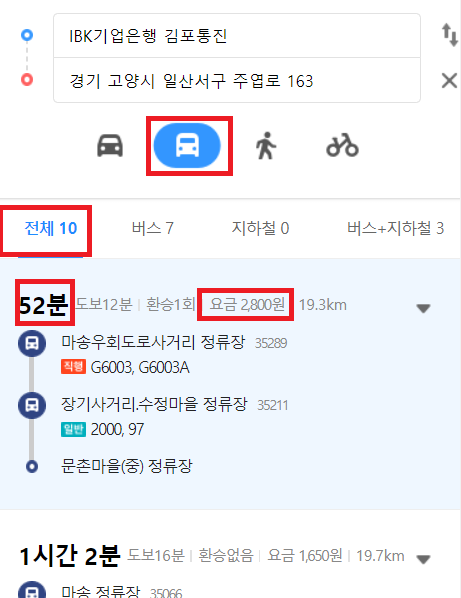 IBK기업은행 김포통진
경기 고양시 일산서구 주엽로 163
전체 10 버스 7 지하철 0 버스+지하철 3
52분 도보12분 환승1회 요금 2,800원 19.3km
마송우회도로사거리 정류장 35289
직행 G6003, G6003A
장기사거리.수정마을 정류장 35211
일반 2000, 97
문촌마을(중) 정류장
1시간 2분 도보16분 환승없음 요금 1,650원 19.7km
마송 정류장 35066